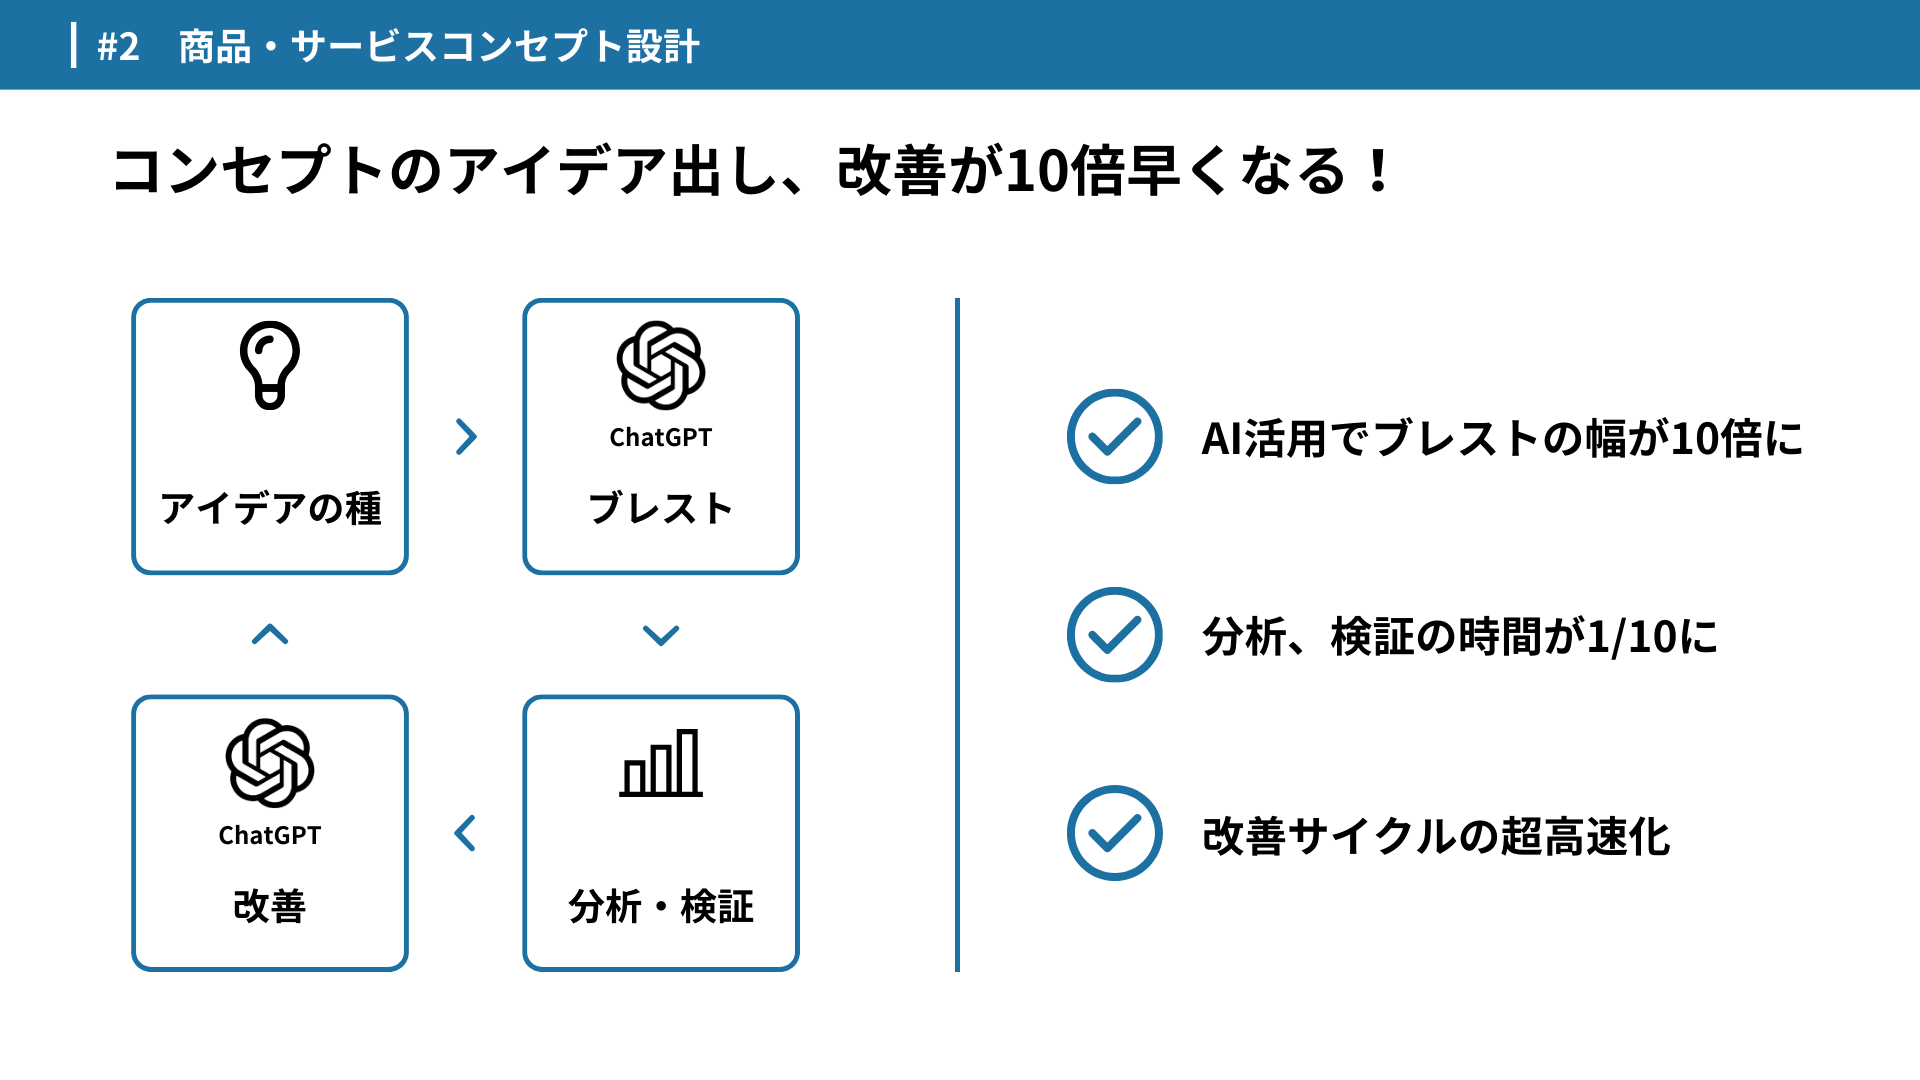 #2 商品・サービスコンセプト設計
コンセプトのアイデア出し、改善が10倍早くなる！
アイデアの種
ChatGPT
ブレスト
ChatGPT
改善
分析・検証
AI活用でブレストの幅が10倍に
分析、検証の時間が1/10に
改善サイクルの超高速化